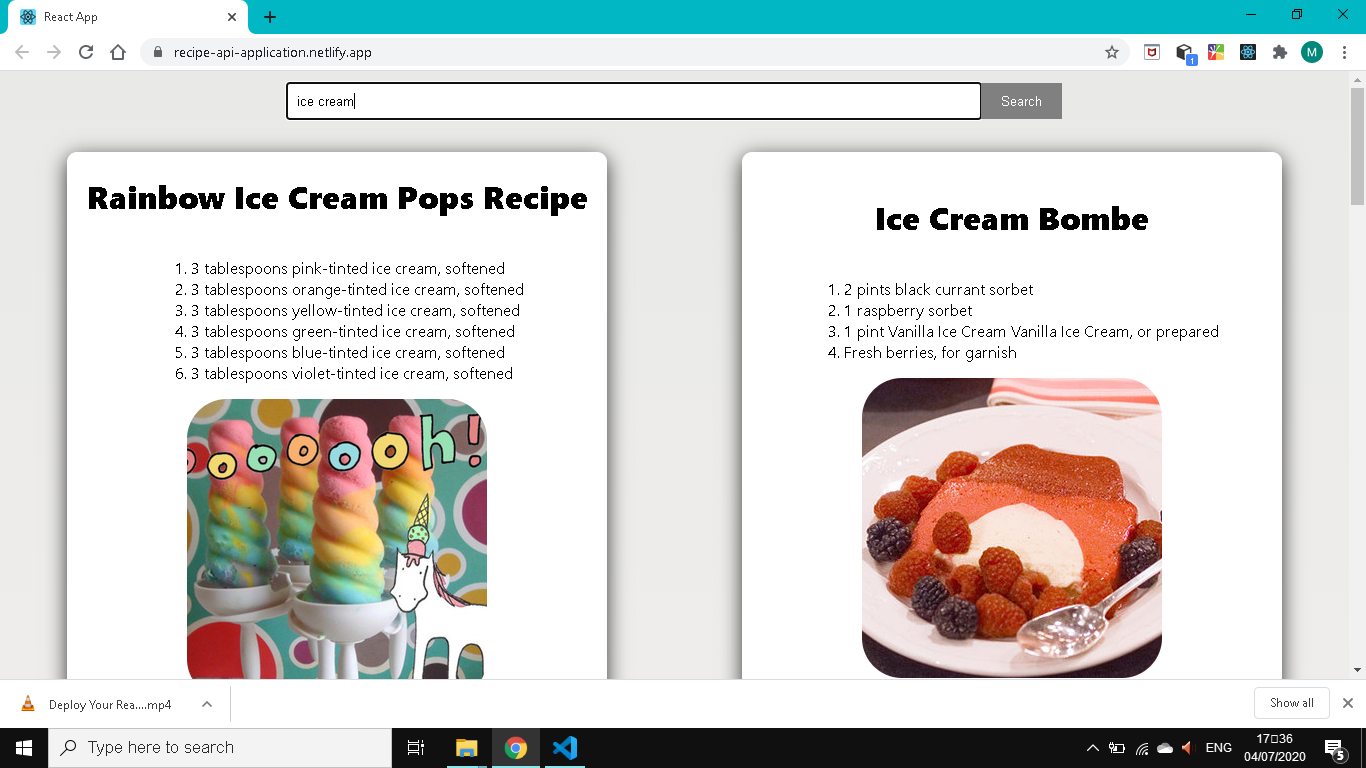 React App
recipe-api-application.netlify.app
1
M
ice cream
Search
Rainbow Ice Cream Pops Recipe
1. 3 tablespoons pink-tinted ice cream, softened
2. 3 tablespoons orange-tinted ice cream, softened
3. 3 tablespoons yellow-tinted ice cream, softened
4. 3 tablespoons green-tinted ice cream, softened
5. 3 tablespoons blue-tinted ice cream, softened
6. 3 tablespoons violet-tinted ice cream, softened
ooooooh!
Ice Cream Bombe
1. 2 pints black currant sorbet
2. 1 raspberry sorbet
3. 1 pint Vanilla Ice Cream Vanilla Ice Cream, or prepared
4. Fresh berries, for garnish
Deploy Your Rea....mp4
Show all
Type here to search
ENG
17▯36
04/07/2020
5